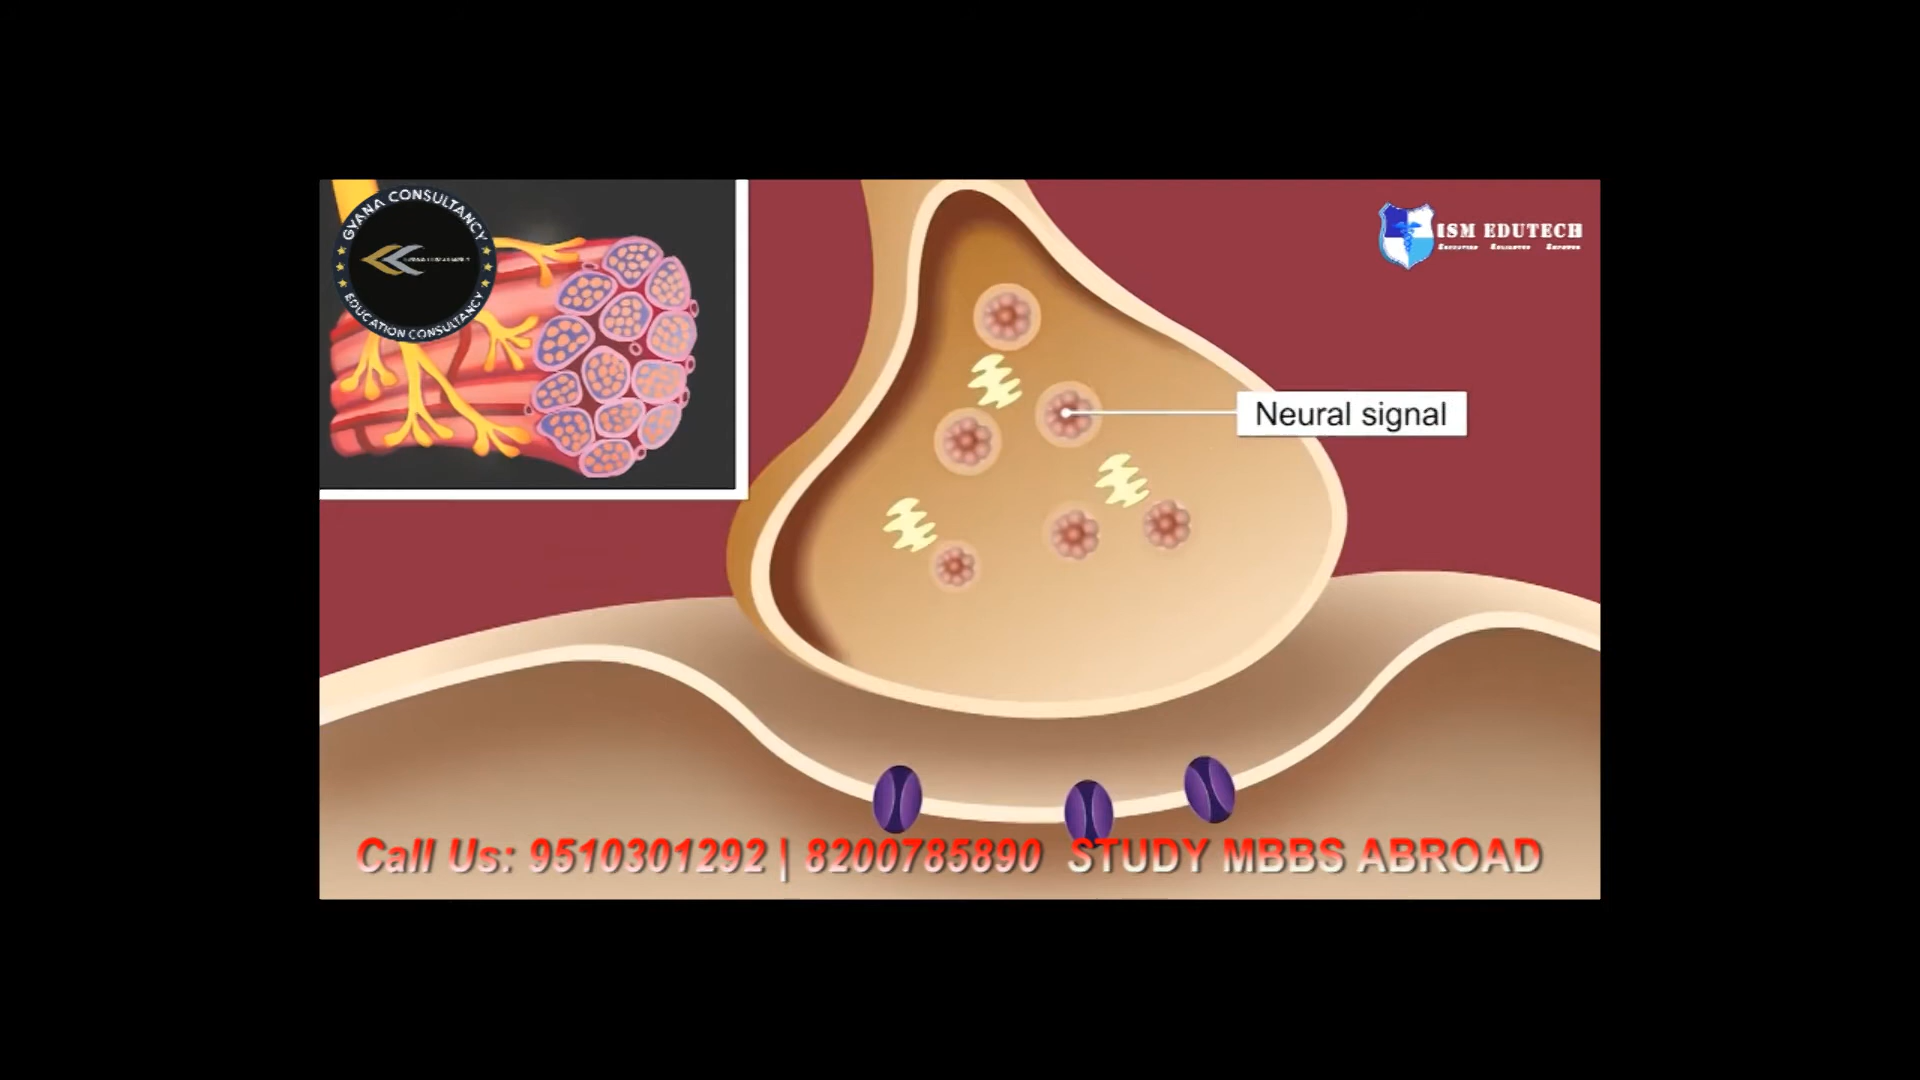 GYANA CONSULTANCY
EDUCATION CONSULTANCY
ISM EDUTECH
Neural signal
Call Us: 9510301292 | 8200785890 STUDY MBBS ABROAD